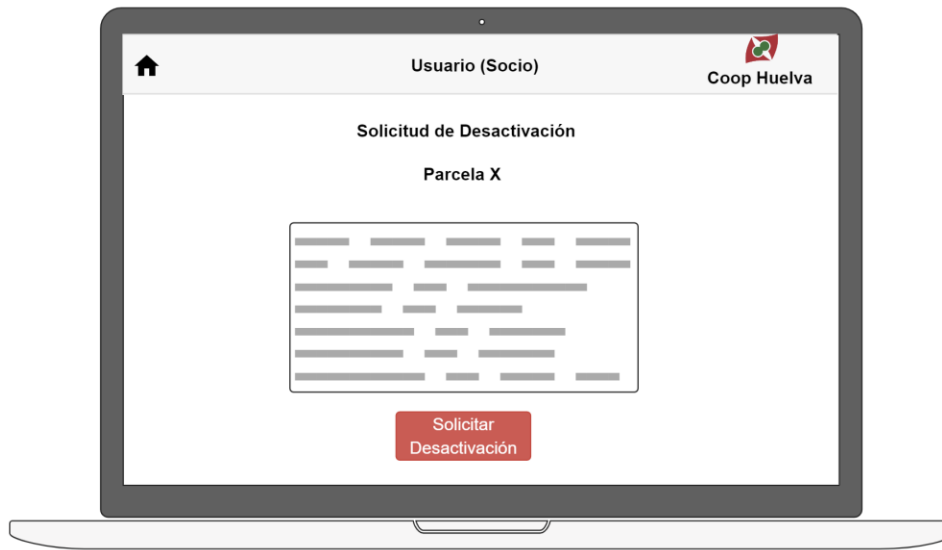 Usuario (Socio)
Coop Huelva
Solicitud de Desactivación
Parcela X
Solicitar
Desactivación